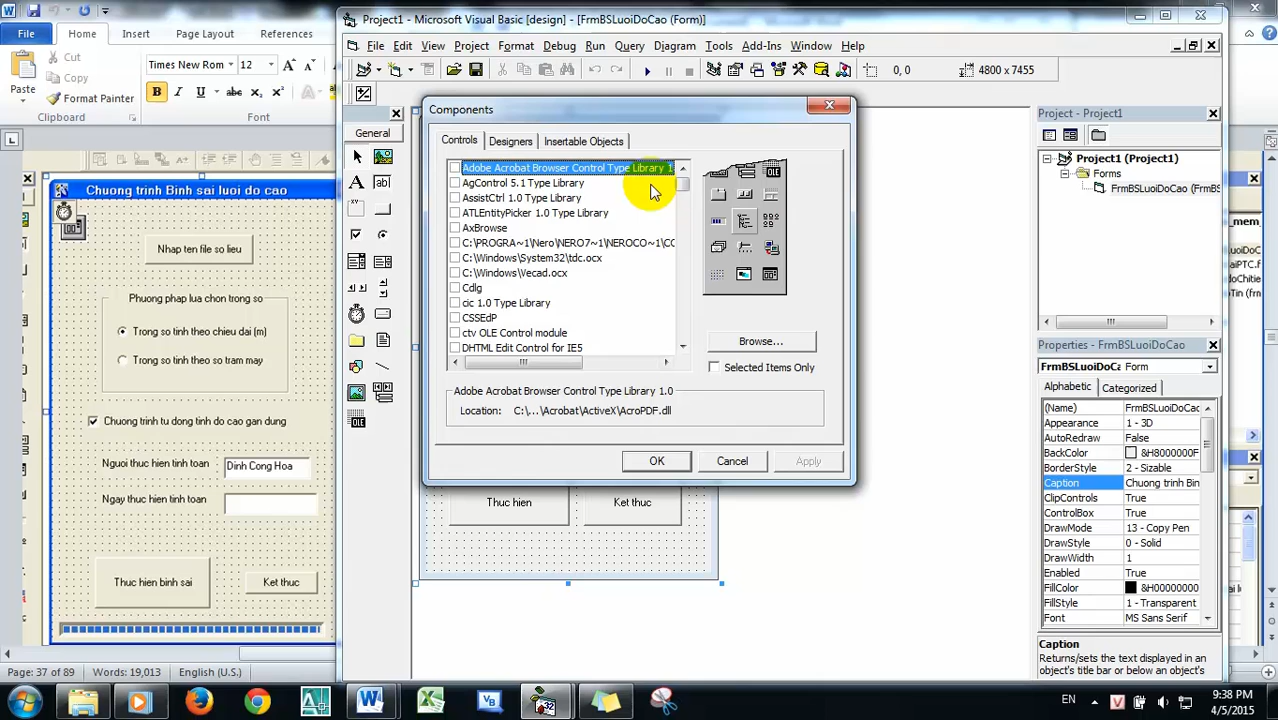 File
Home
Insert
Page Layout
References
Cut
Copy
Paste
Format Painter
Clipboard
Times New Rom
12
B
I
U
abe
Font
Chuong trinh Binh sai luoi do cao
Nhap ten file so lieu
Phuong phap lua chon trong so
Trong so tinh theo chieu dai (m)
Trong so tinh theo so tram may
Chuong trinh tu dong tinh do cao gan dung
Nguoi thuc hien tinh toan
Dinh Cong Hoa
Ngay thuc hien tinh toan
Thuc hien binh sai
Ket thuc
Page: 37 of 89
Words: 19,013
English (U.S.)
Project1 - Microsoft Visual Basic [design] - [FrmBSLuoiDoCao (Form)]
File Edit View Project Format Debug Run Query Diagram Tools Add-Ins Window Help
0, 0
4800 x 7455
General
Components
Controls
Designers
Insertable Objects
Adobe Acrobat Browser Control Type Library 1
AgControl 5.1 Type Library
AssistCtrl 1.0 Type Library
ATLEntityPicker 1.0 Type Library
AxBrowse
C:\PROGRA~1\Nero\NERO7~1\NEROCO~1\CC
C:\Windows\System32\tdc.ocx
C:\Windows\Vecad.ocx
Cdlg
cic 1.0 Type Library
CSSEdP
ctv OLE Control module
DHTML Edit Control for IE5
OLE
Browse...
Selected Items Only
Adobe Acrobat Browser Control Type Library 1.0
Location: C:\...\Acrobat\ActiveX\AcroPDF.dll
OK
Cancel
Apply
Thuc hien
Ket thuc
Project - Project1
Project1 (Project1)
Forms
FrmBSLuoiDoCao (FrmBS
Properties - FrmBSLuoiDoCao
FrmBSLuoiDoCao Form
Alphabetic
Categorized
(Name) FrmBSLuoiDoCao
Appearance 1 - 3D
AutoRedraw False
BackColor &H8000000F
BorderStyle 2 - Sizable
Caption Chuong trinh Bin
ClipControls True
ControlBox True
DrawMode 13 - Copy Pen
DrawStyle 0 - Solid
DrawWidth 1
Enabled True
FillColor &H00000000
FillStyle 1 - Transparent
Font MS Sans Serif
Caption
Returns/sets the text displayed in an object's title bar or below an object's
EN
9:38 PM
4/5/2015